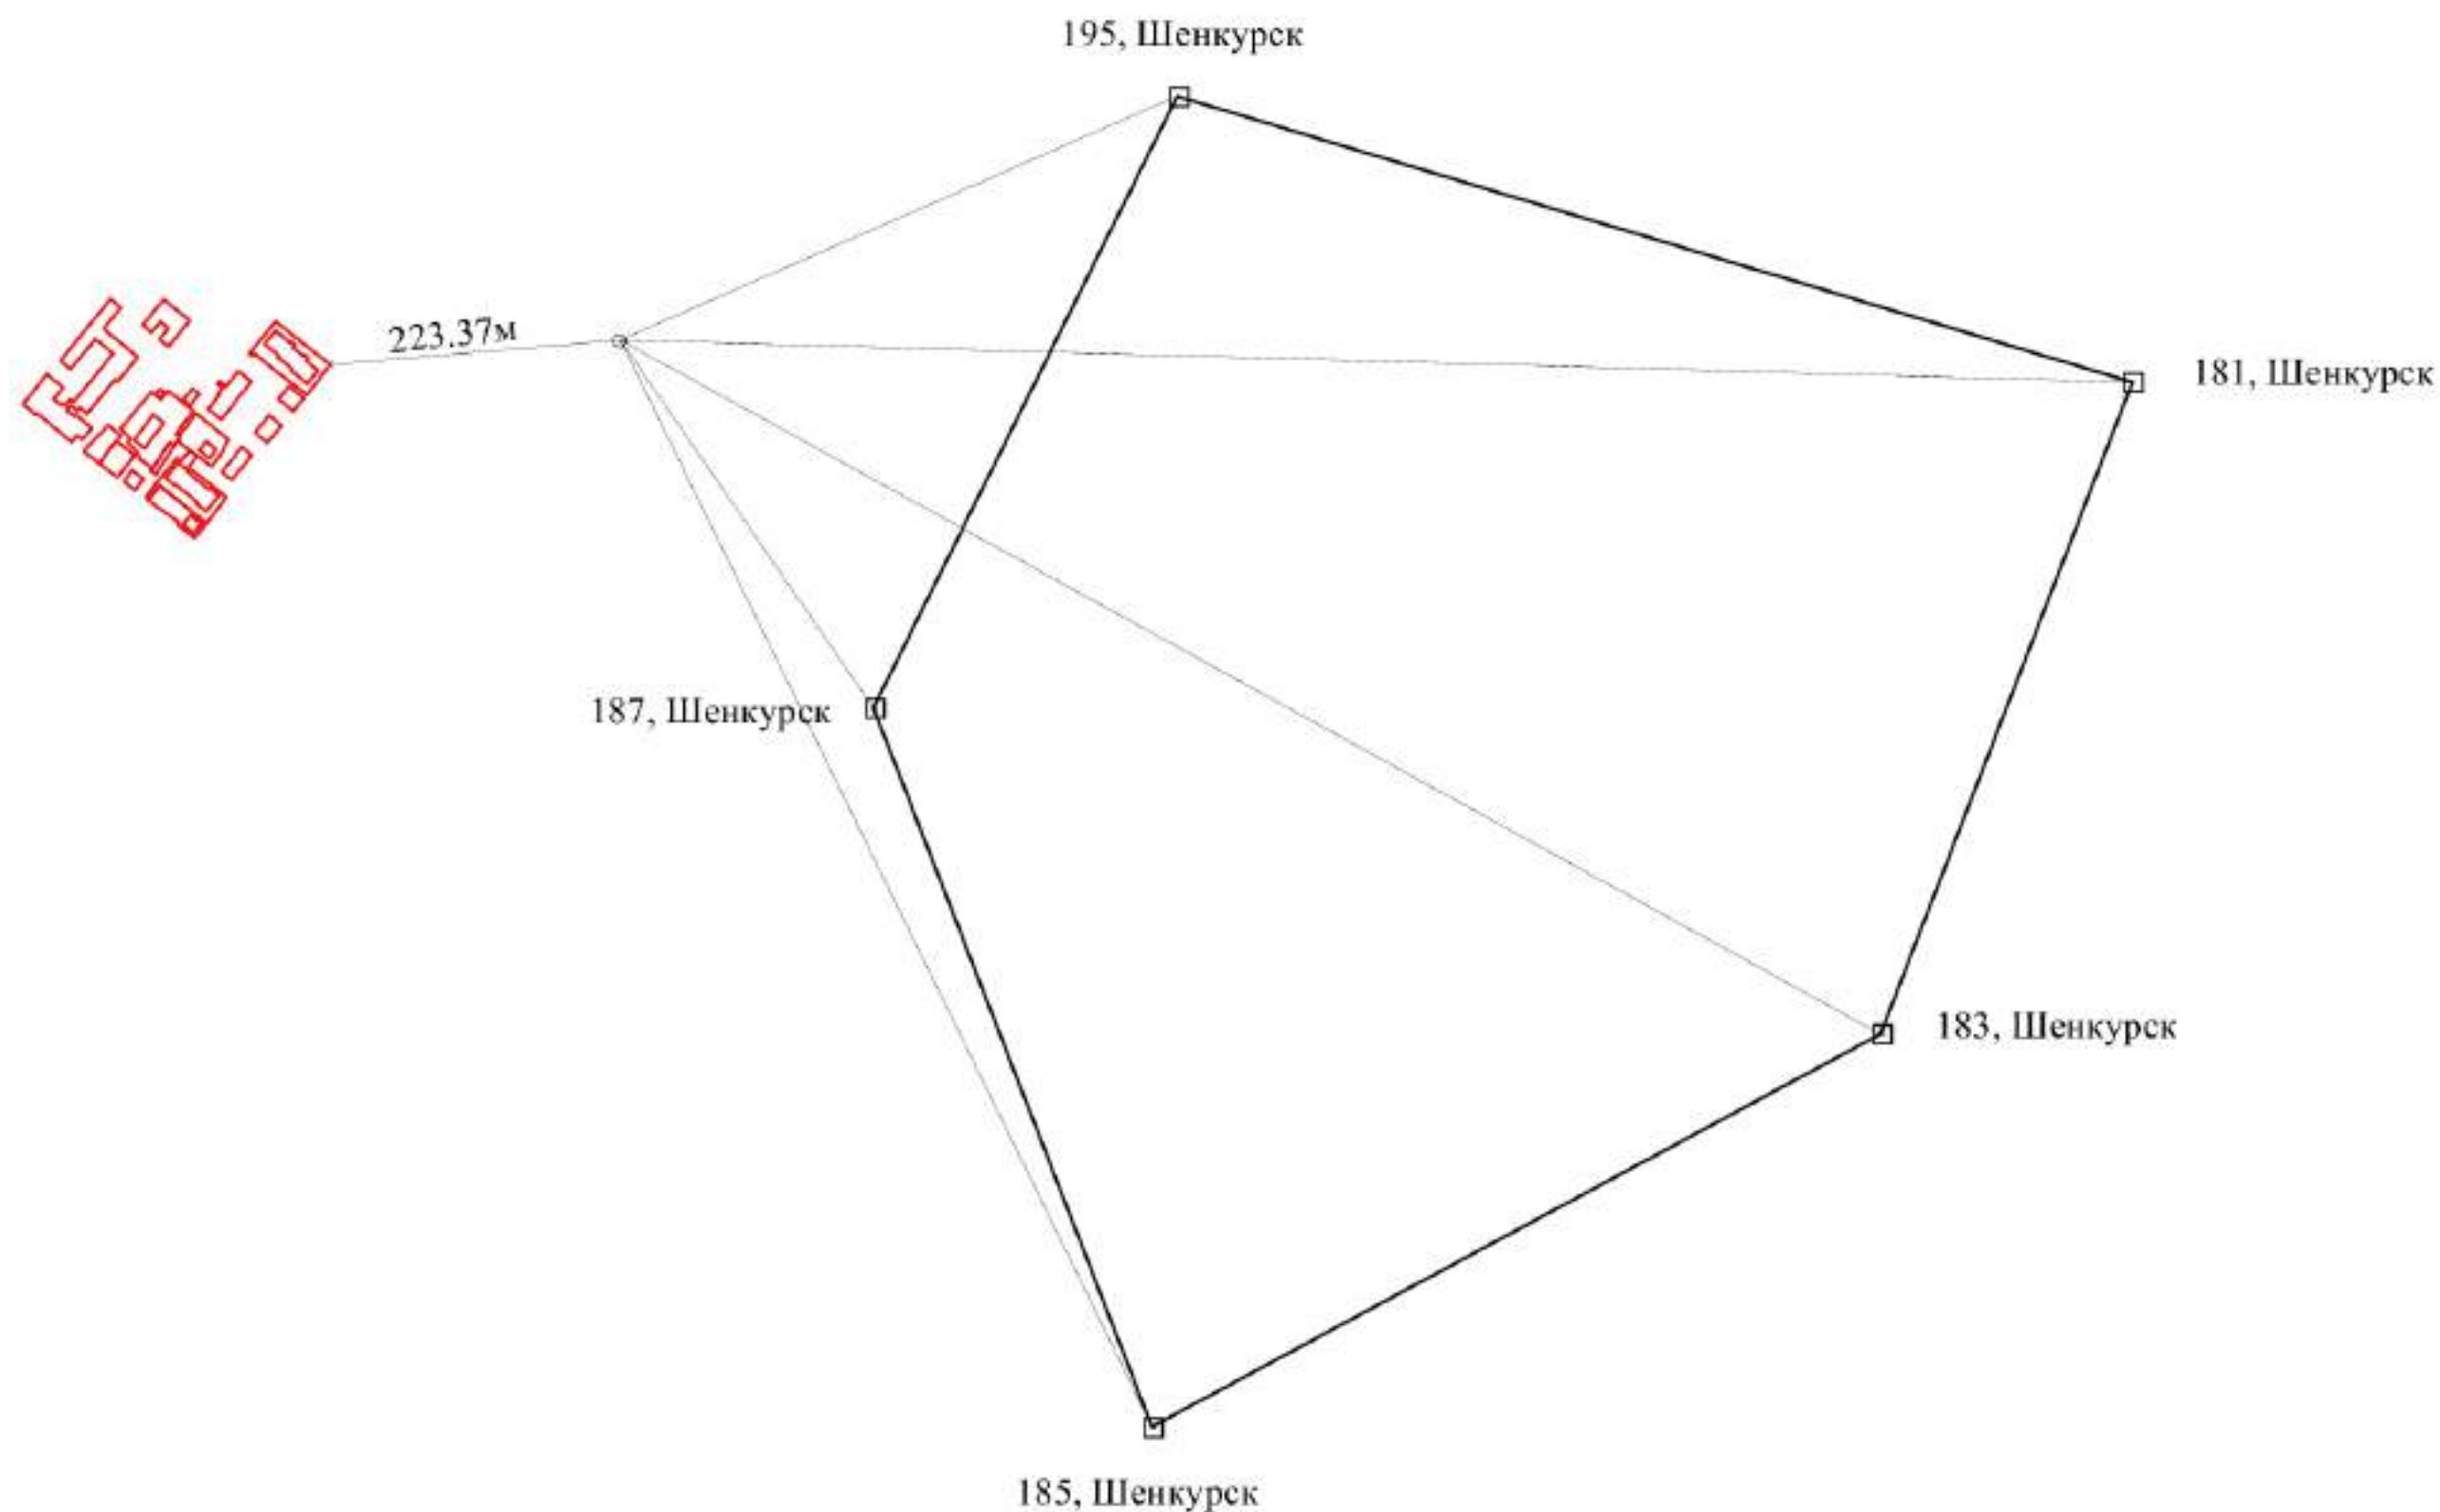 195, Шенкурск
223.37м
181, Шенкурск
187, Шенкурск
183, Шенкурск
185, Шенкурск